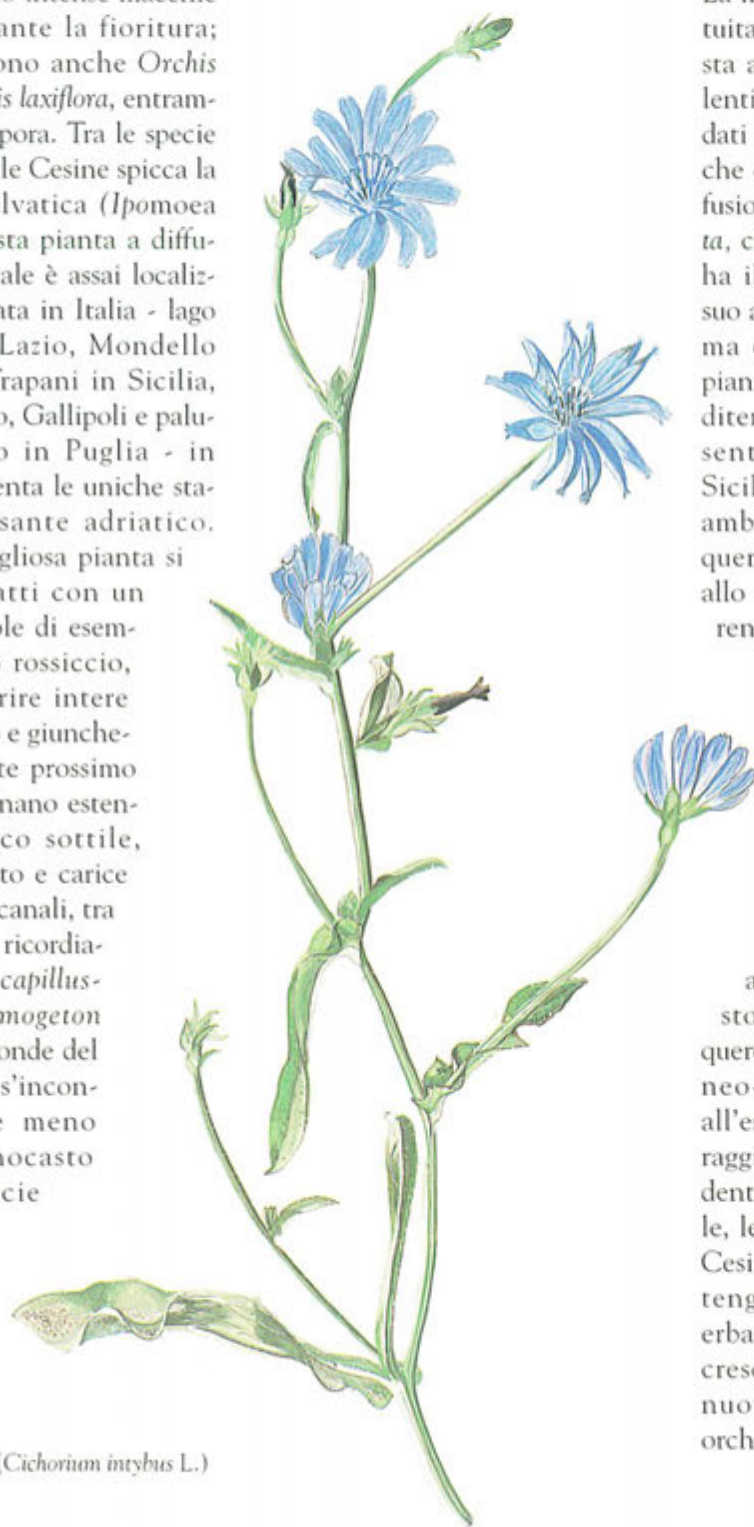 ante la fioritura;
ono anche Orchis
is laxiflora, entram-
pora. Tra le specie
le Cesine spicca la
lvatica (Ipomoea
sta pianta a diffu-
ale è assai localiz-
ata in Italia - lago
Lazio, Mondello
Trapani in Sicilia,
o, Gallipoli e palu-
o in Puglia - in
enta le uniche sta-
sante adriatico.
gliosa pianta si
atti con un
ole di esem-
rossiccio,
rire intere
e giunche-
te prossimo
nano esten-
co sottile,
to e carice
canali, tra
ricordia-
capillus-
mogeton
onde del
s'incon-
e meno
nocasto
cie
(Cichorium intybus L.)
tuita
sta a
lenti
dati
che
fusio
ta, c
ha il
suo a
ma
pian
diter
sent
Sicil
amb
quer
allo
ren
a
sto
quer
neo-
all'es
raggi
dent
le, le
Cesi
teng
erba
cresc
nuo
orch